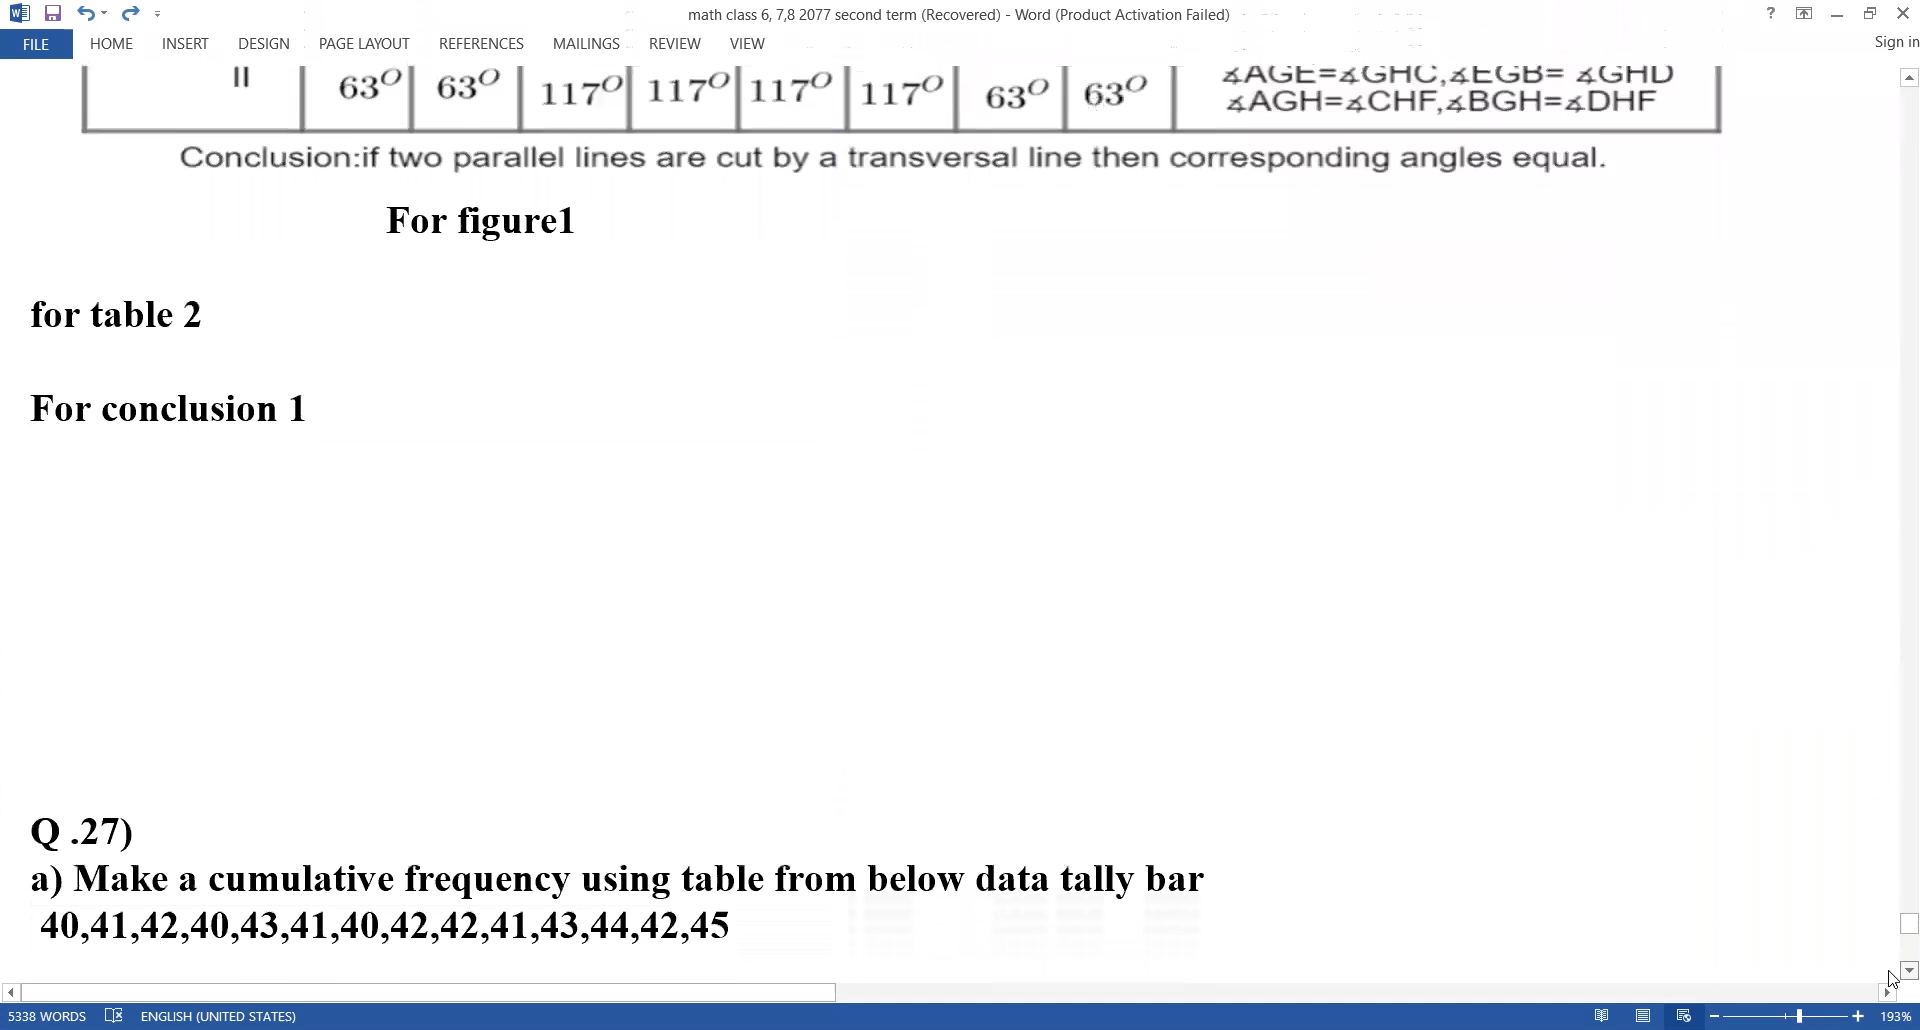 math class 6, 7,8 2077 second term (Recovered) - Word (Product Activation Failed)
?
FILE HOME INSERT DESIGN PAGE LAYOUT REFERENCES MAILINGS REVIEW VIEW
Sign in
II 63° 63° 117° 117° 117° 117° 63° 63° ∡AGE=∡GHC,∡EGB= ∡GHD
∡AGH=∡CHF,∡BGH=∡DHF
Conclusion:if two parallel lines are cut by a transversal line then corresponding angles equal.
For figure1
for table 2
For conclusion 1
Q .27)
a) Make a cumulative frequency using table from below data tally bar
40,41,42,40,43,41,40,42,42,41,43,44,42,45
5338 WORDS ENGLISH (UNITED STATES) 193%